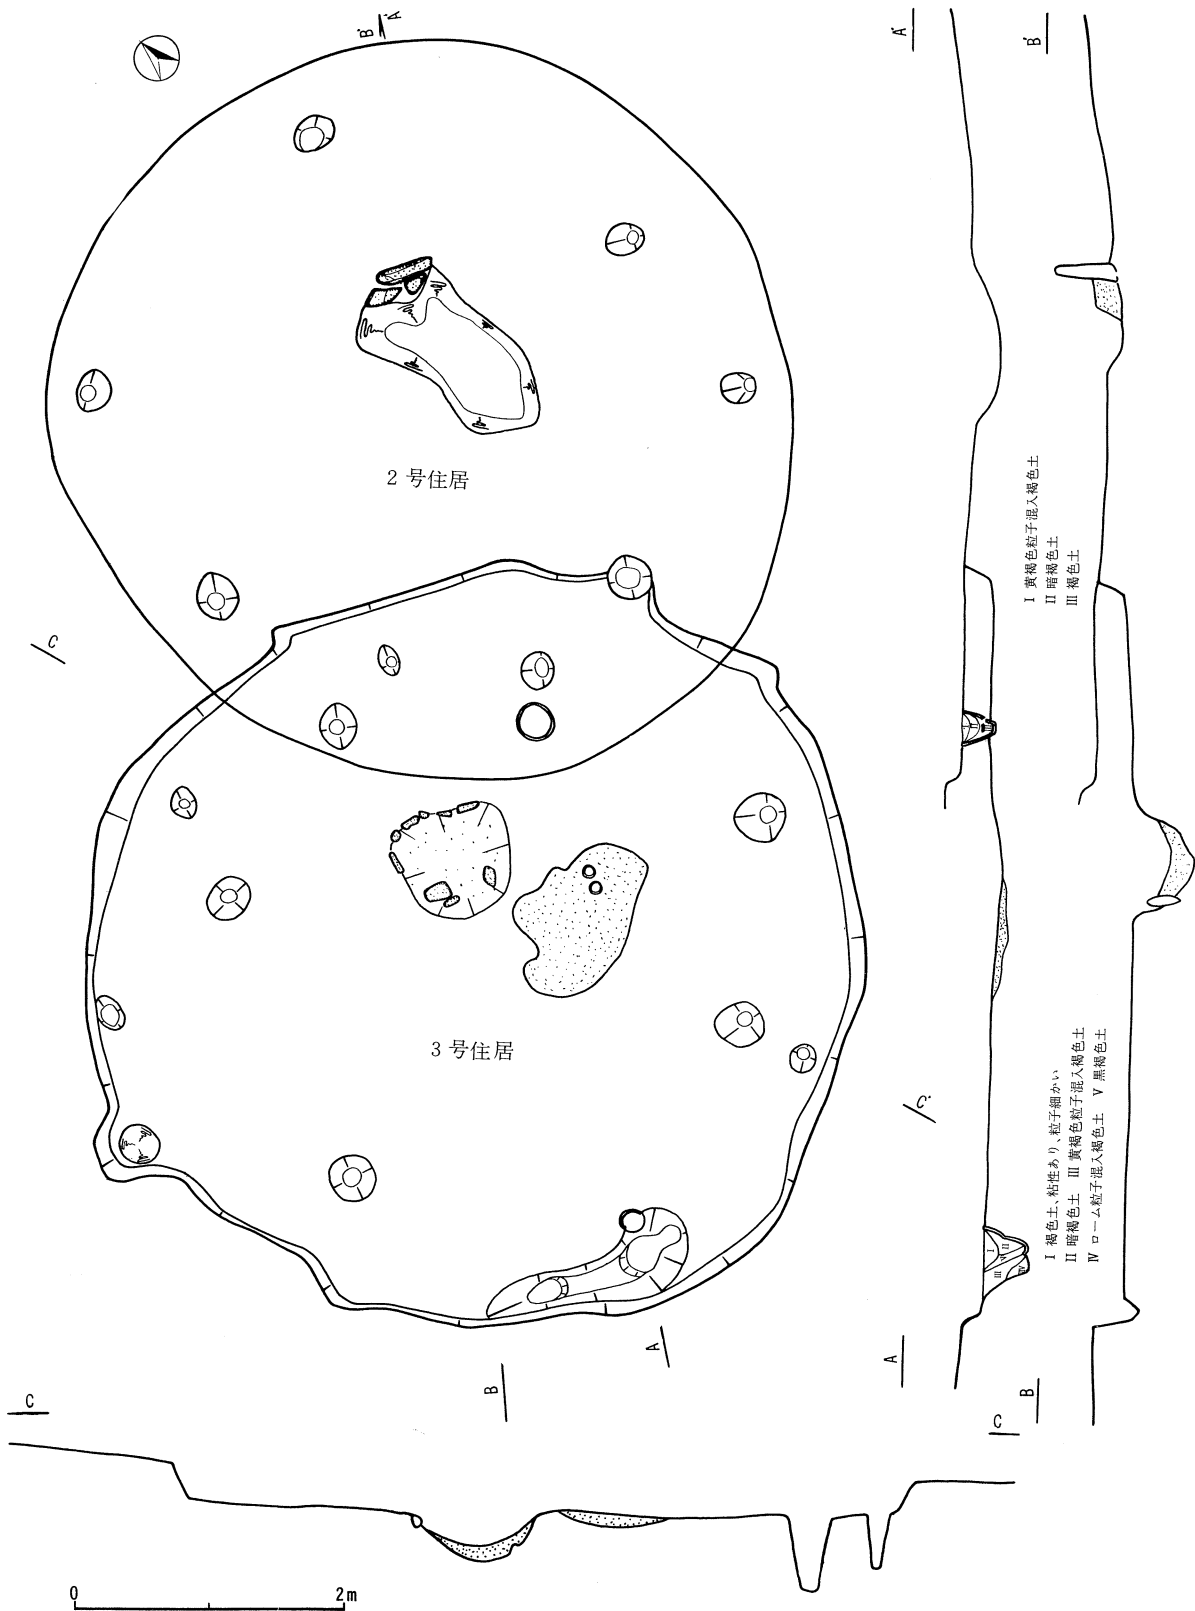 B´
A´
A´
B´
2 号住居
I 黄褐色粒子混入褐色土
II 暗褐色土
III 褐色土
C
3 号住居
C´
I 褐色土、粘性あり、粒子細かい
II 暗褐色土 III 黄褐色粒子混入褐色土
IV ローム粒子混入褐色土 V 黒褐色土
I
II
V
III
IV
A
B
A
B
C
C
0
2m